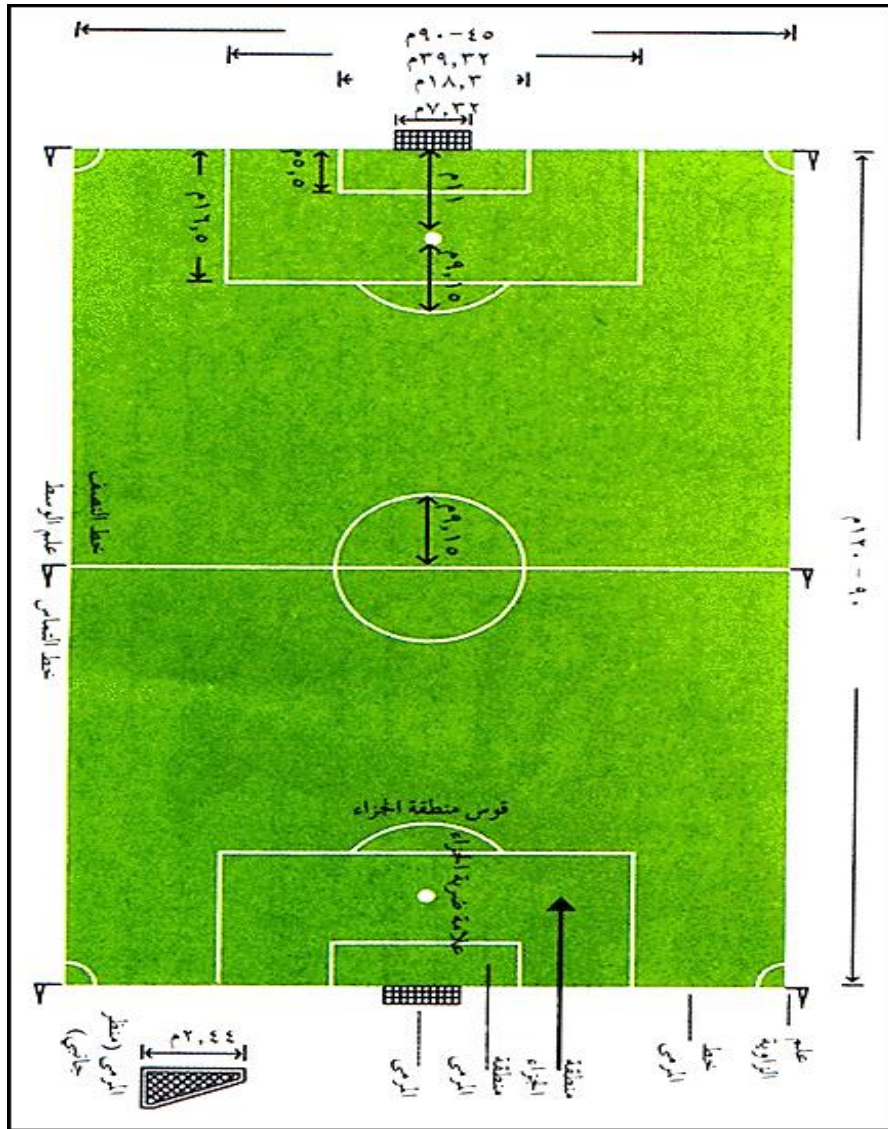 ٤٥-٩٠م
٣٩,٣٢م
١٨,٣م
٧,٣٢م
٥,٥م
١٦,٥م
١١م
٩,١٥م
٩٠ - ١٢٠م
خط النصف
علم الوسط
خط التماس
٩,١٥م
قوس منطقة الجزاء
علامة ضربة الجزاء
علم
الزاوية
خط
المرمى
منطقة
الجزاء
منطقة
المرمى
المرمى
٢,٤٤م
المرمى (منظر
جانبي)